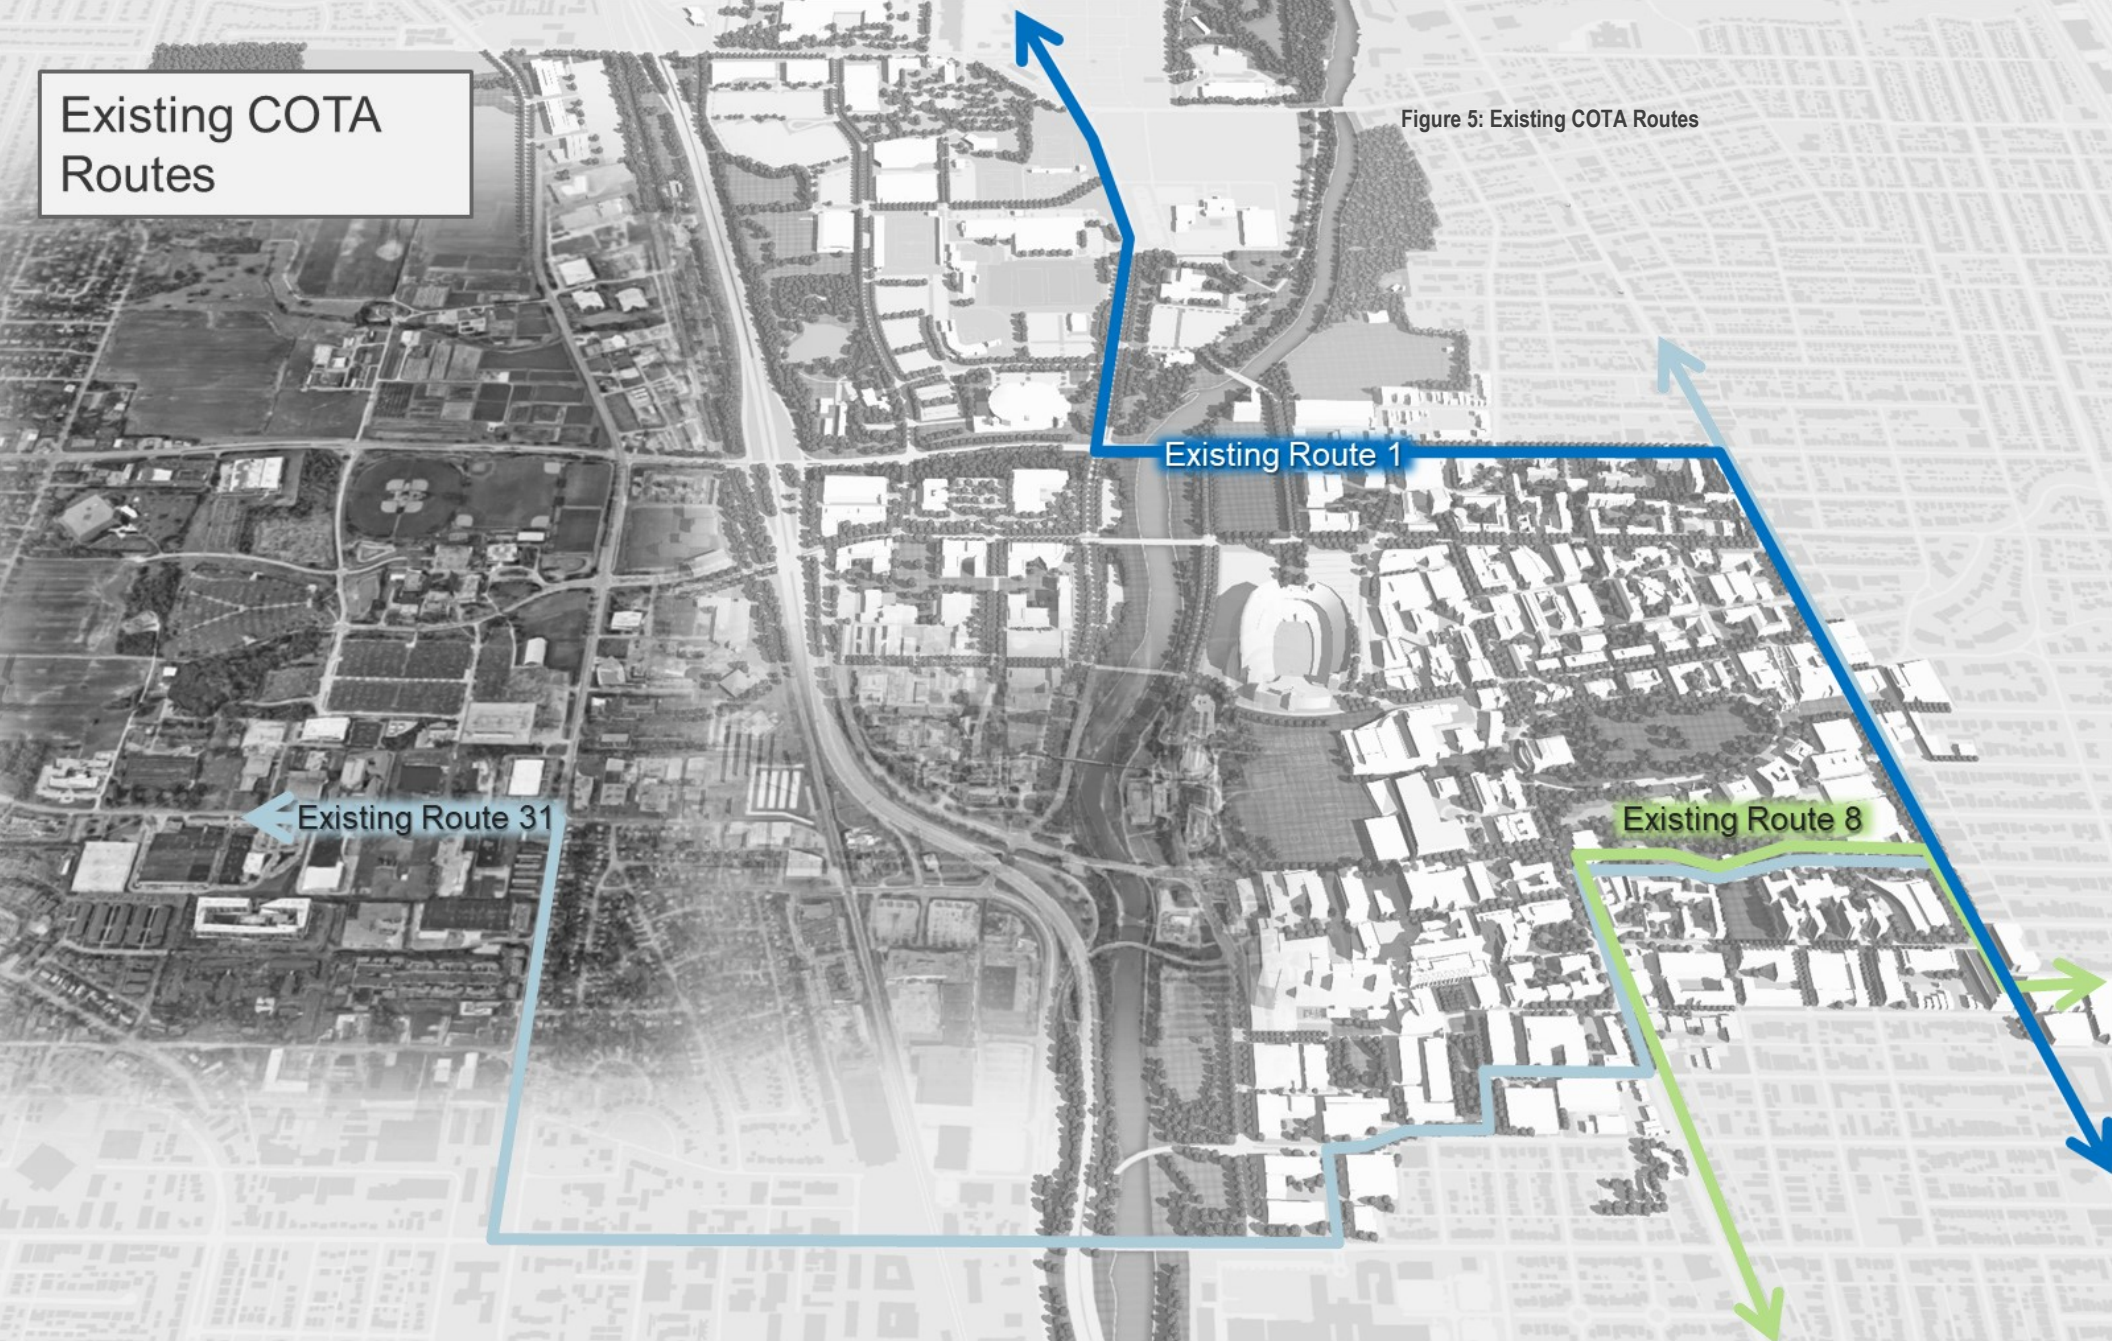 Existing COTA
Routes
Figure 5: Existing COTA Routes
Existing Route 1
Existing Route 31
Existing Route 8